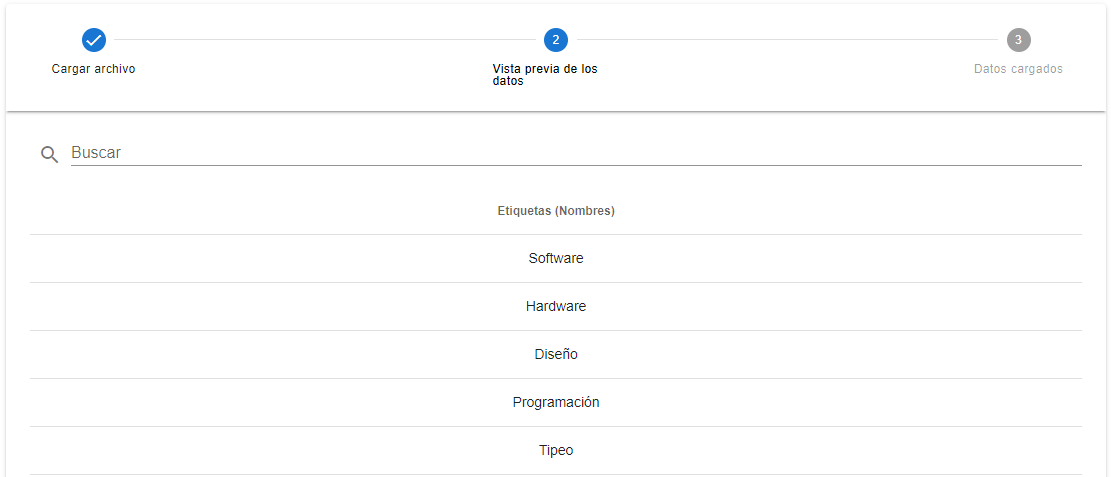 2
3
Cargar archivo
Vista previa de los
datos
Datos cargados
Buscar
Etiquetas (Nombres)
Software
Hardware
Diseño
Programación
Tipeo